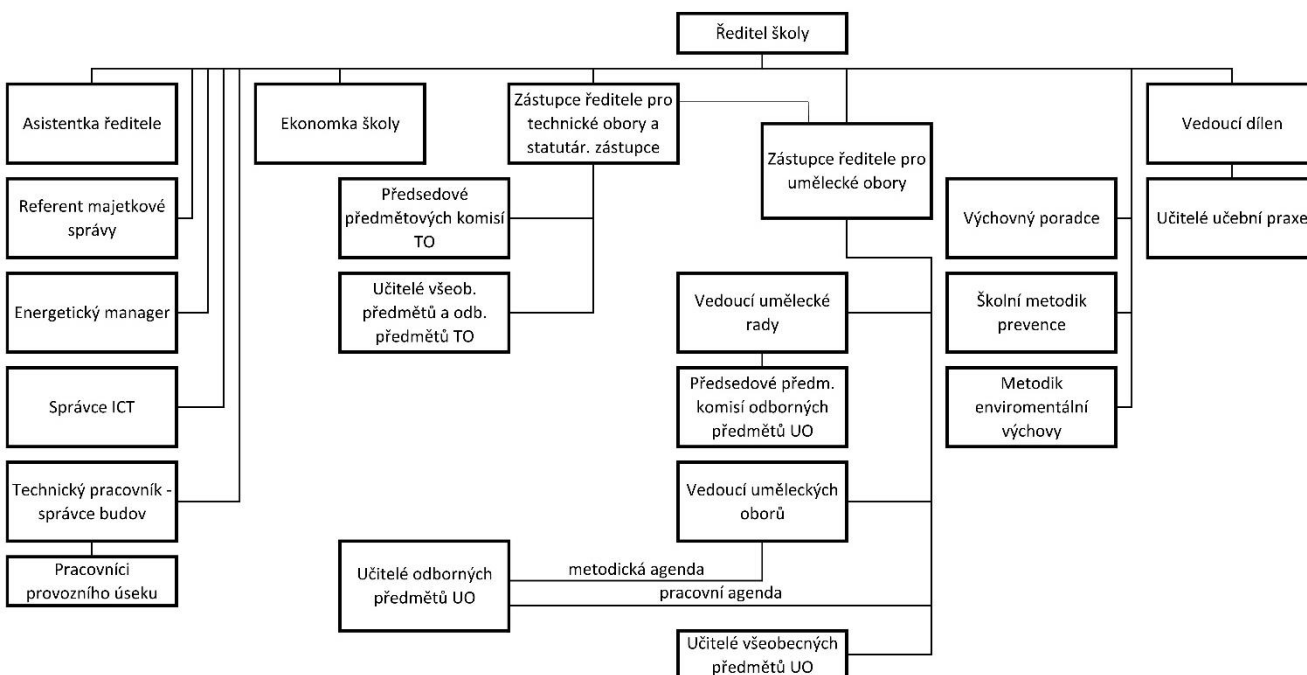 Ředitel školy
Asistentka ředitele
Ekonomka školy
Zástupce ředitele pro
technické obory a
statutár. zástupce
Zástupce ředitele pro
umělecké obory
Vedoucí dílen
Referent majetkové
správy
Předsedové
předmětových komisí
TO
Výchovný poradce
Učitelé učební praxe
Energetický manager
Učitelé všeob.
předmětů a odb.
předmětů TO
Vedoucí umělecké
rady
Školní metodik
prevence
Správce ICT
Předsedové předm.
komisí odborných
předmětů UO
Metodik
enviromentální
výchovy
Technický pracovník -
správce budov
Vedoucí uměleckých
oborů
Pracovníci
provozního úseku
Učitelé odborných
předmětů UO
metodická agenda
pracovní agenda
Učitelé všeobecných
předmětů UO